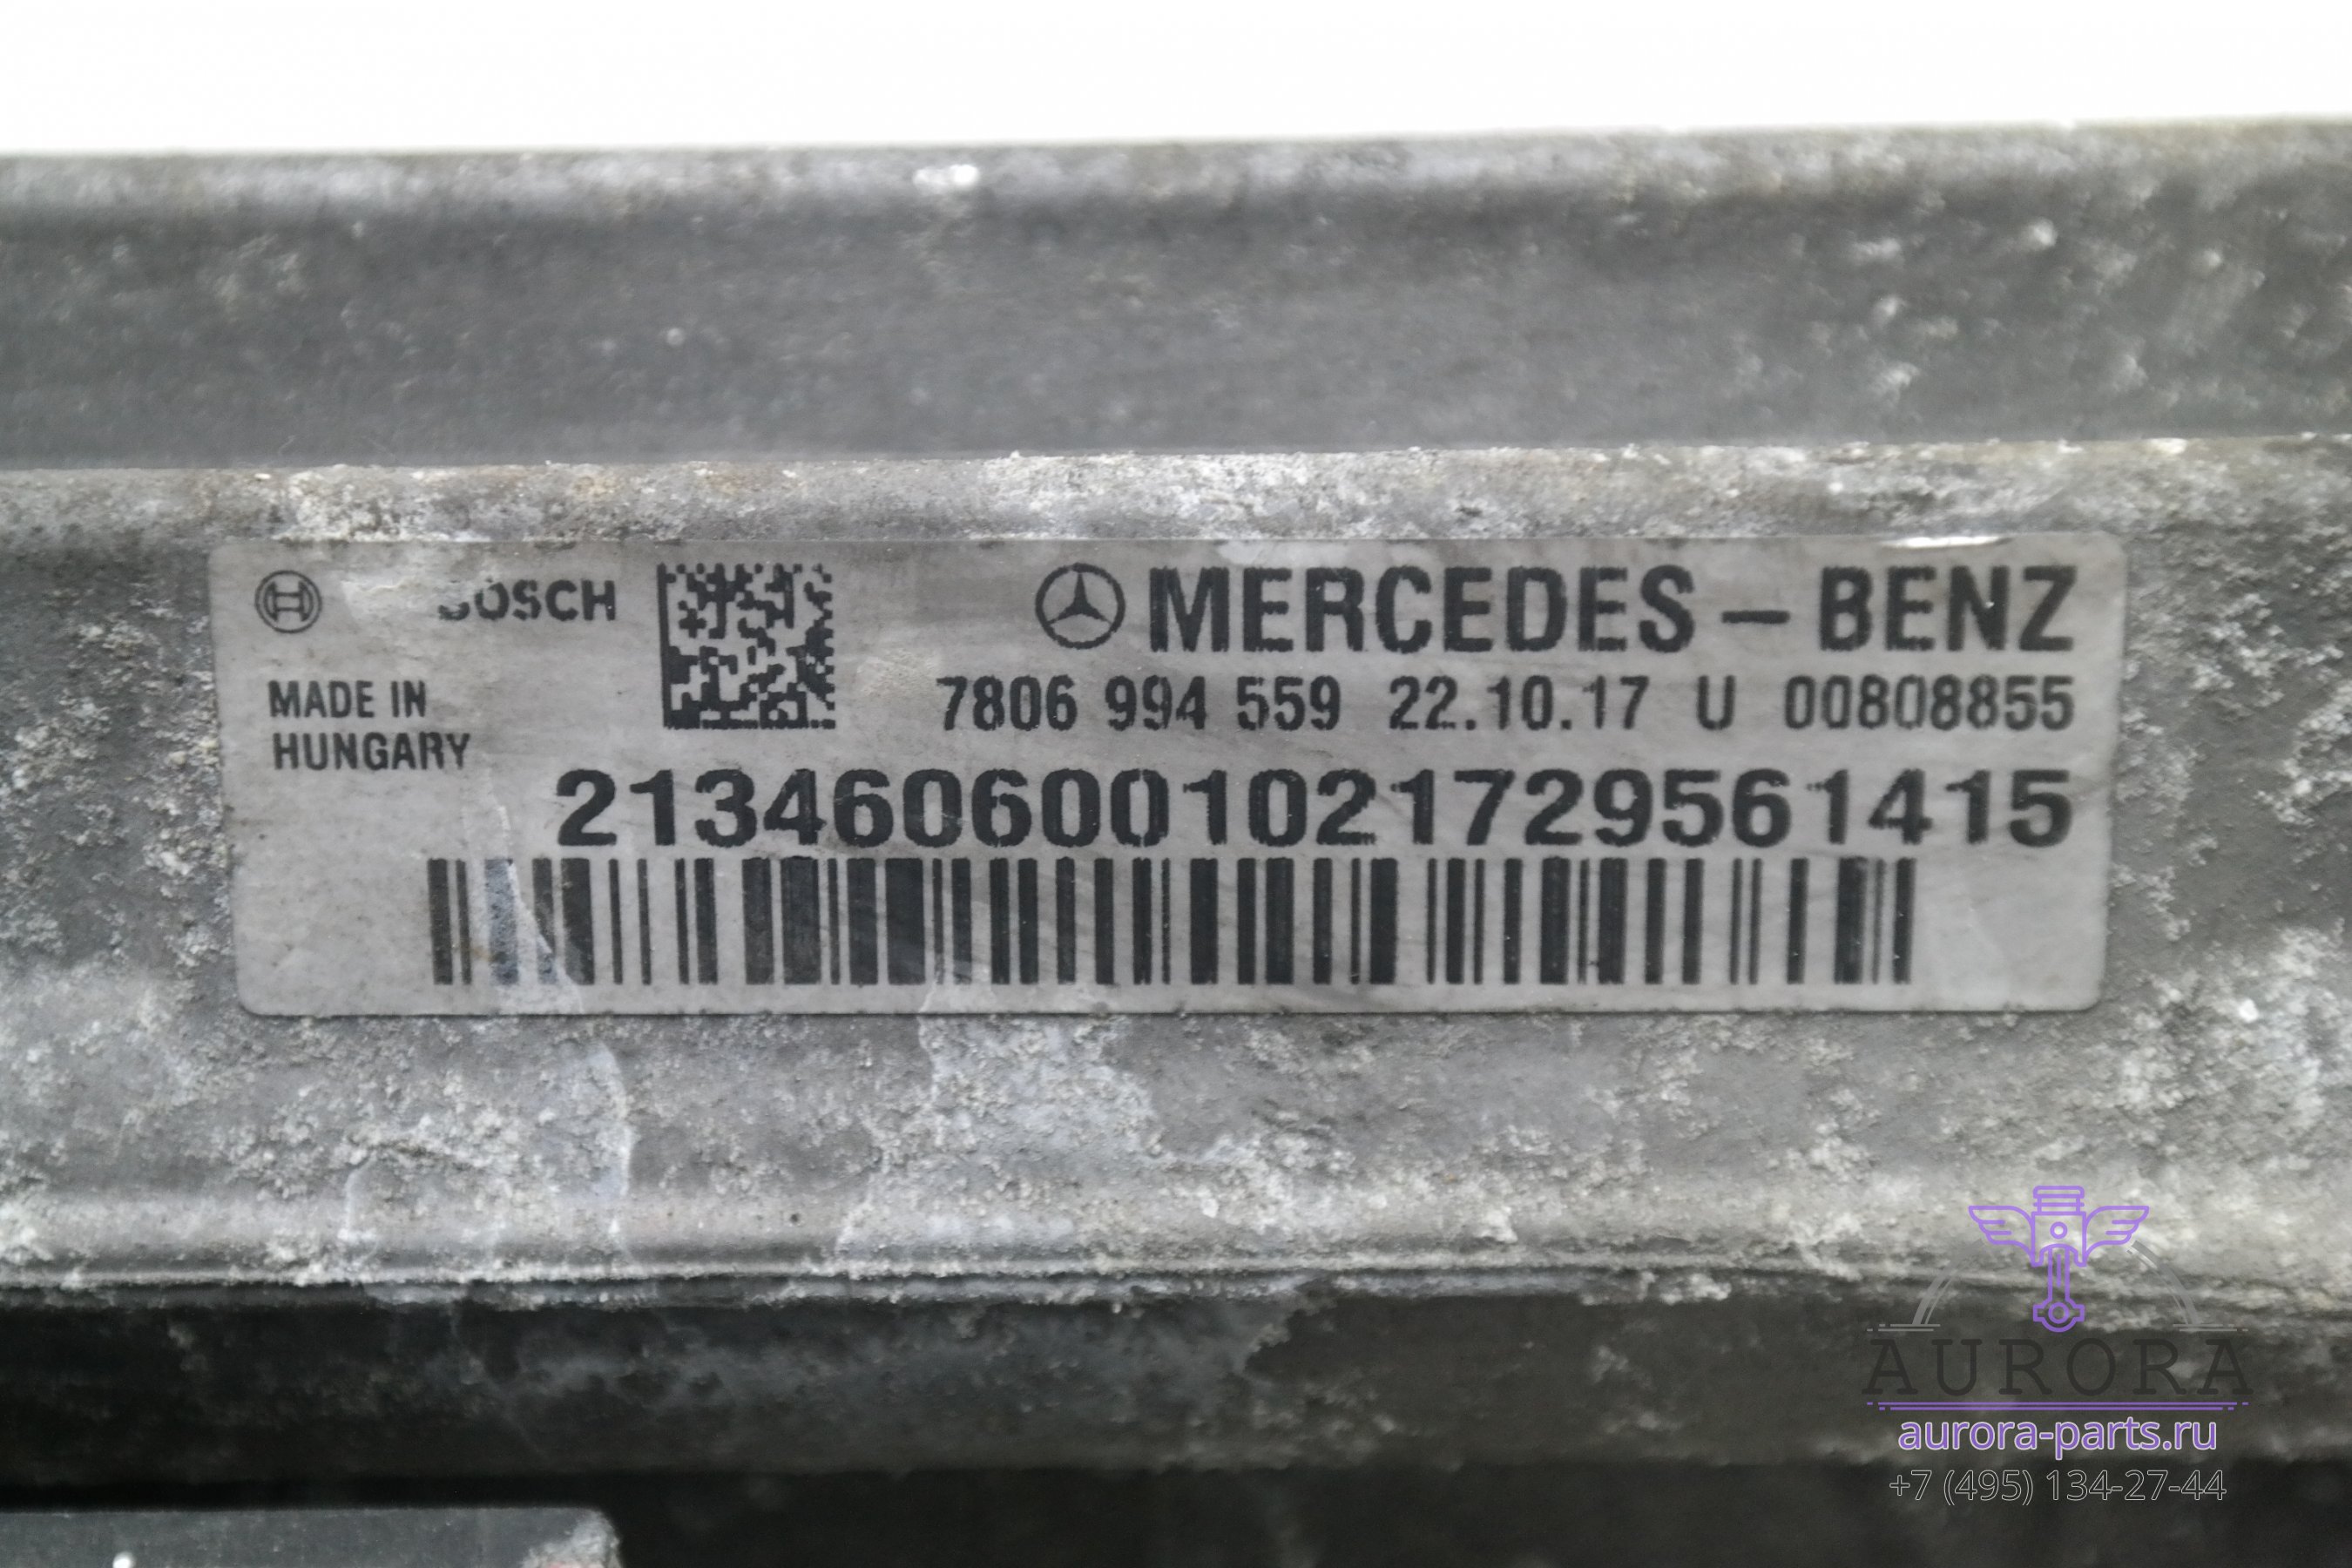 BOSCH
MERCEDES – BENZ
MADE IN
HUNGARY
7806 994 559 22.10.17 U 00808855
2134606001021729561415
AURORA
aurora-parts.ru
+7 (495) 134-27-44